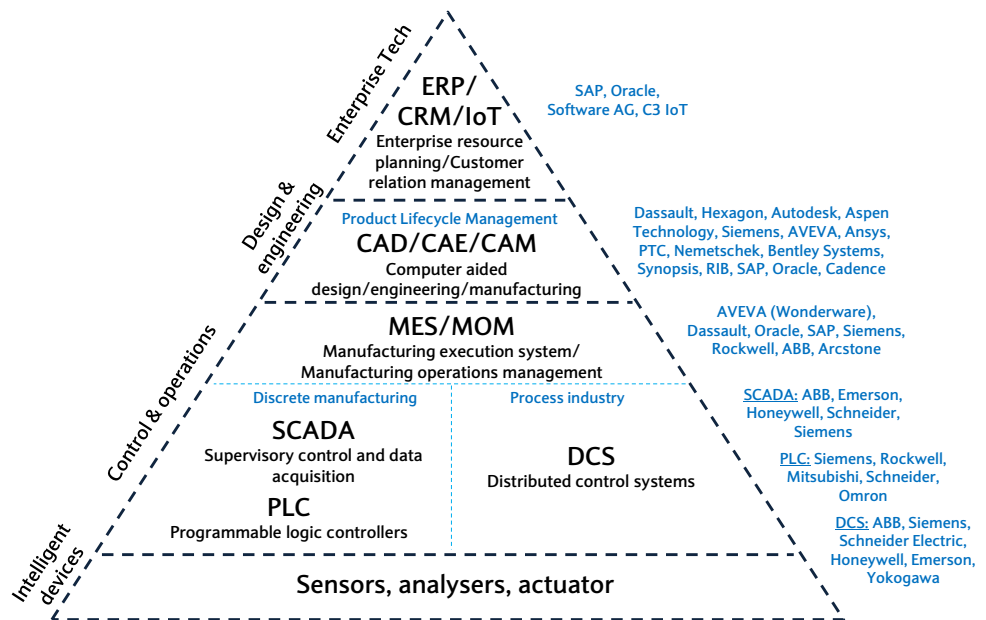 Enterprise Tech
ERP/
CRM/IoT
Enterprise resource
planning/Customer
relation management
SAP, Oracle,
Software AG, C3 IoT
Design &
engineering
Product Lifecycle Management
CAD/CAE/CAM
Computer aided
design/engineering/manufacturing
Dassault, Hexagon, Autodesk, Aspen
Technology, Siemens, AVEVA, Ansys,
PTC, Nemetschek, Bentley Systems,
Synopsis, RIB, SAP, Oracle, Cadence
Control & operations
MES/MOM
Manufacturing execution system/
Manufacturing operations management
AVEVA (Wonderware),
Dassault, Oracle, SAP, Siemens,
Rockwell, ABB, Arcstone
Discrete manufacturing
SCADA
Supervisory control and data
acquisition
PLC
Programmable logic controllers
Process industry
DCS
Distributed control systems
SCADA: ABB, Emerson,
Honeywell, Schneider,
Siemens
PLC: Siemens, Rockwell,
Mitsubishi, Schneider,
Omron
DCS: ABB, Siemens,
Schneider Electric,
Honeywell, Emerson,
Yokogawa
Intelligent
devices
Sensors, analysers, actuator